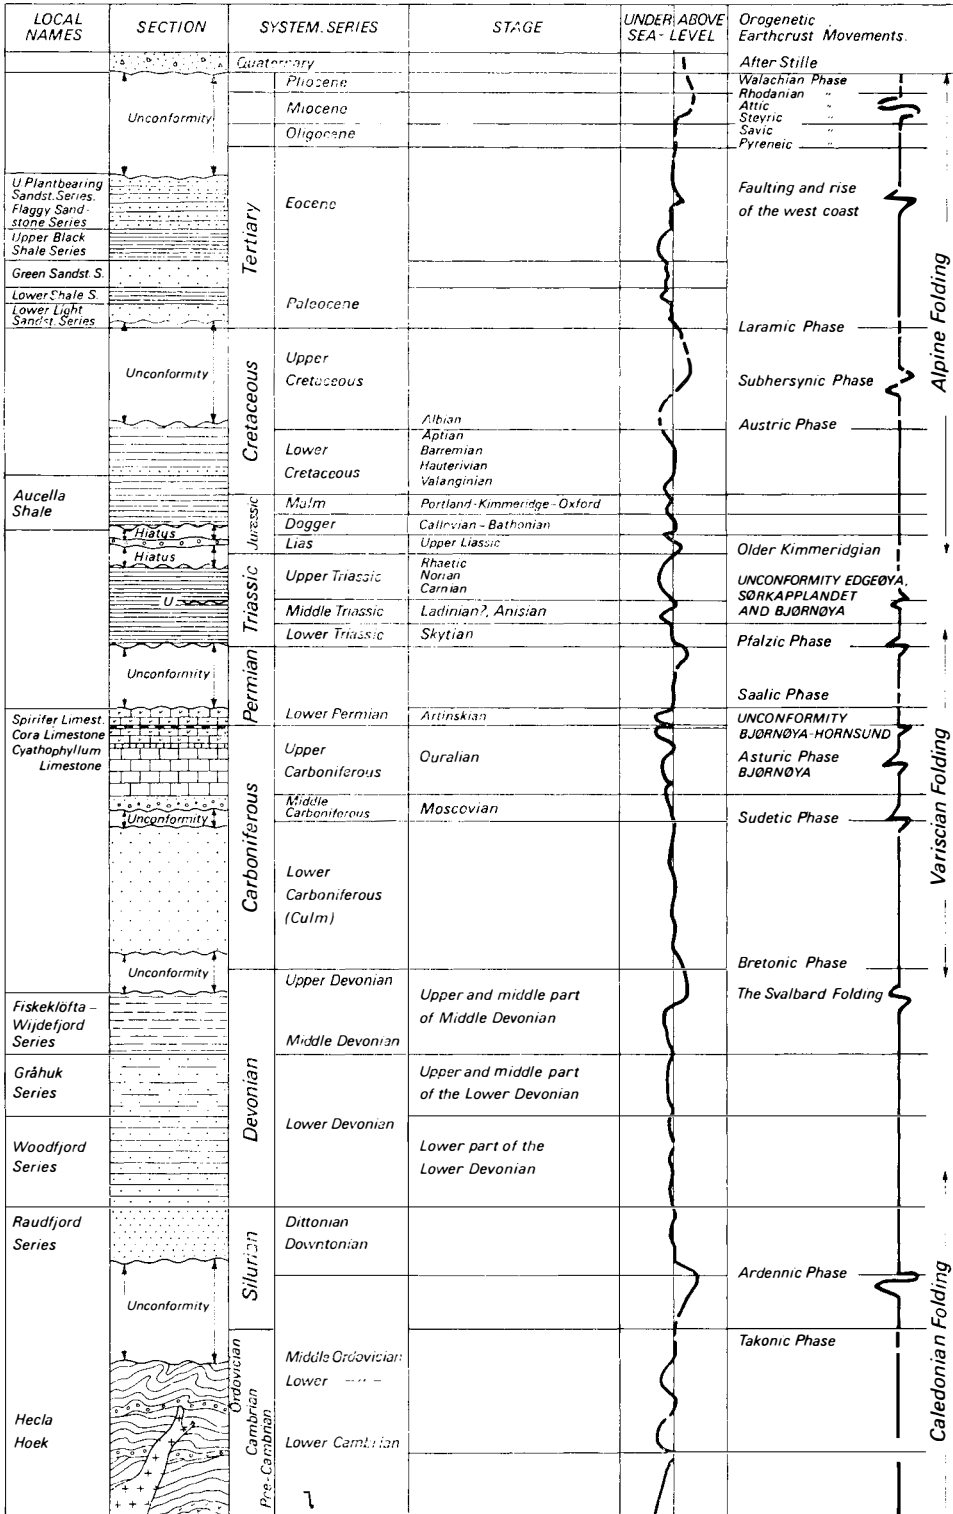 LOCAL
NAMES
SECTION
SYSTEM. SERIES
STAGE
UNDER ABOVE
SEA- LEVEL
Orogenetic
Earthcrust Movements.
Quaternary
After Stille
Pliocene
Walachian Phase
Rhodanian "
Unconformity
Miocene
Attic "
Steyric "
Oligocene
Savic "
Pyreneic "
U Plantbearing
Sandst. Series.
Flaggy Sand-
stone Series
Eocene
Faulting and rise
of the west coast
Upper Black
Shale Series
Tertiary
Green Sandst. S.
Lower Shale S.
Lower Light
Sandst. Series
Paleocene
Laramic Phase
Alpine Folding
Unconformity
Upper
Cretaceous
Subhersynic Phase
Cretaceous
Albian
Austric Phase
Aptian
Lower
Barremian
Hauterivian
Cretaceous
Valanginian
Aucella
Shale
Jurassic
Malm
Portland-Kimmeridge-Oxford
Dogger
Callovian - Bathonian
Hiatus
Lias
Upper Liassic
Hiatus
Older Kimmeridgian
Triassic
Upper Triassic
Rhaetic
Norian
Carnian
UNCONFORMITY EDGEØYA,
SØRKAPPLANDET
AND BJØRNØYA
U
Middle Triassic
Ladinian?, Anisian
Lower Triassic
Skytian
Pfalzic Phase
Unconformity
Permian
Saalic Phase
Spirifer Limest.
Cora Limestone
Cyathophyllum
Limestone
Lower Permian
Artinskian
UNCONFORMITY
BJØRNØYA-HORNSUND
Upper
Carboniferous
Ouralian
Asturic Phase
BJØRNØYA
Middle
Carboniferous
Moscovian
Unconformity
Sudetic Phase
Carboniferous
Variscian Folding
Lower
Carboniferous
(Culm)
Unconformity
Bretonic Phase
Upper Devonian
The Svalbard Folding
Fiskeklöfta –
Wijdefjord
Series
Upper and middle part
of Middle Devonian
Middle Devonian
Gråhuk
Series
Upper and middle part
of the Lower Devonian
Devonian
Lower Devonian
Woodfjord
Series
Lower part of the
Lower Devonian
Raudfjord
Series
Dittonian
Downtonian
Silurian
Unconformity
Ardennic Phase
Takonic Phase
Caledonian Folding
Ordovician
Middle Ordovician
Lower — " —
Hecla
Hoek
Cambrian
Pre-Cambrian
Lower Cambrian